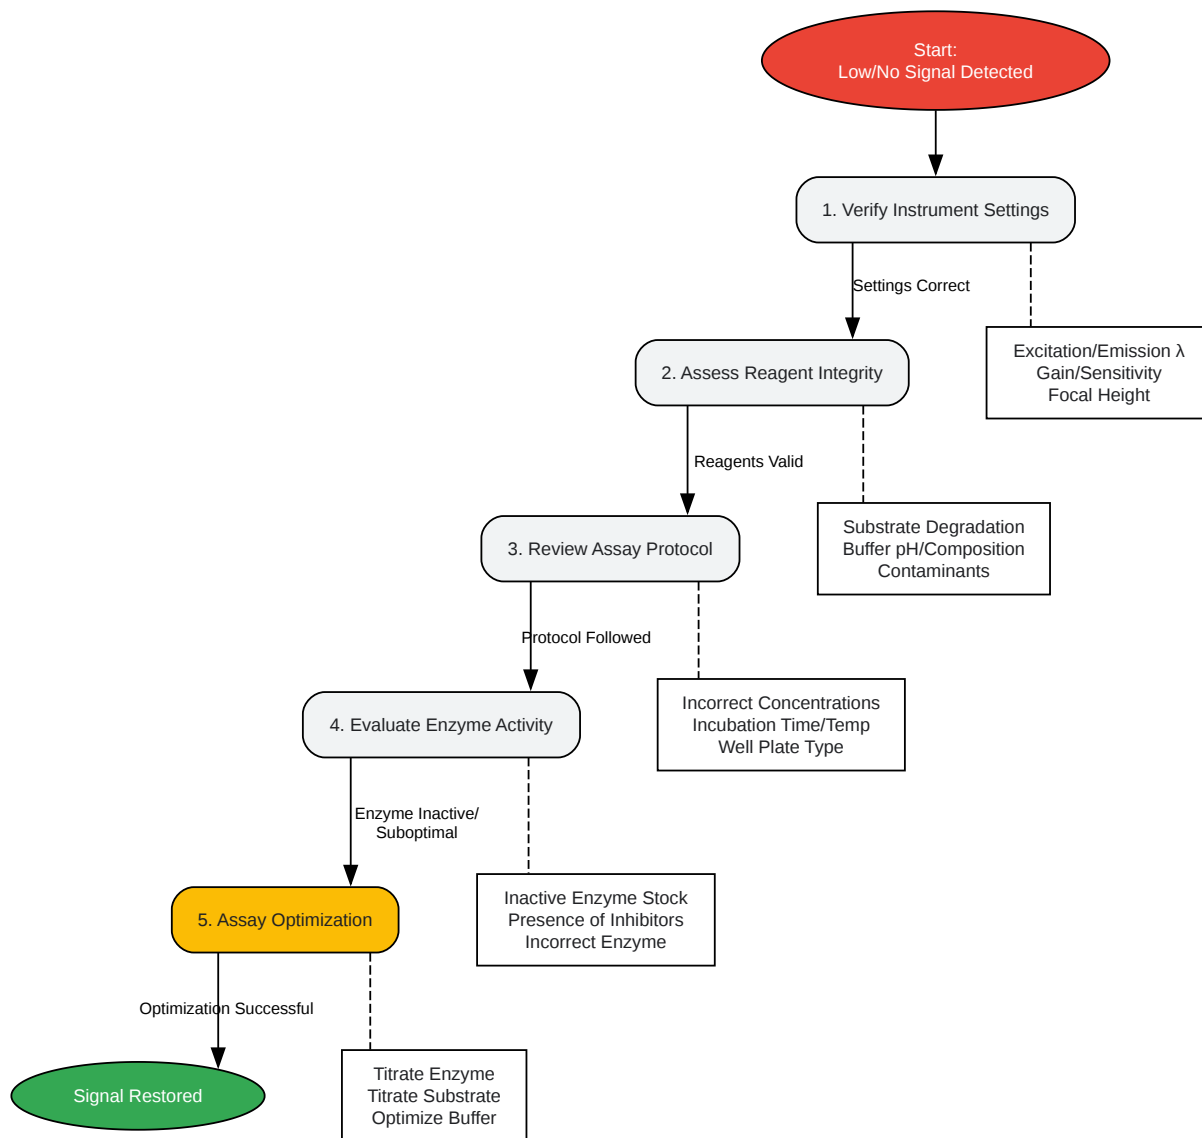 Start:
Low/No Signal Detected
1. Verify Instrument Settings
Settings Correct
Excitation/Emission λ
Gain/Sensitivity
Focal Height
2. Assess Reagent Integrity
Reagents Valid
Substrate Degradation
Buffer pH/Composition
Contaminants
3. Review Assay Protocol
Protocol Followed
Incorrect Concentrations
Incubation Time/Temp
Well Plate Type
4. Evaluate Enzyme Activity
Enzyme Inactive/
Suboptimal
Inactive Enzyme Stock
Presence of Inhibitors
Incorrect Enzyme
5. Assay Optimization
Optimization Successful
Titrate Enzyme
Titrate Substrate
Optimize Buffer
Signal Restored